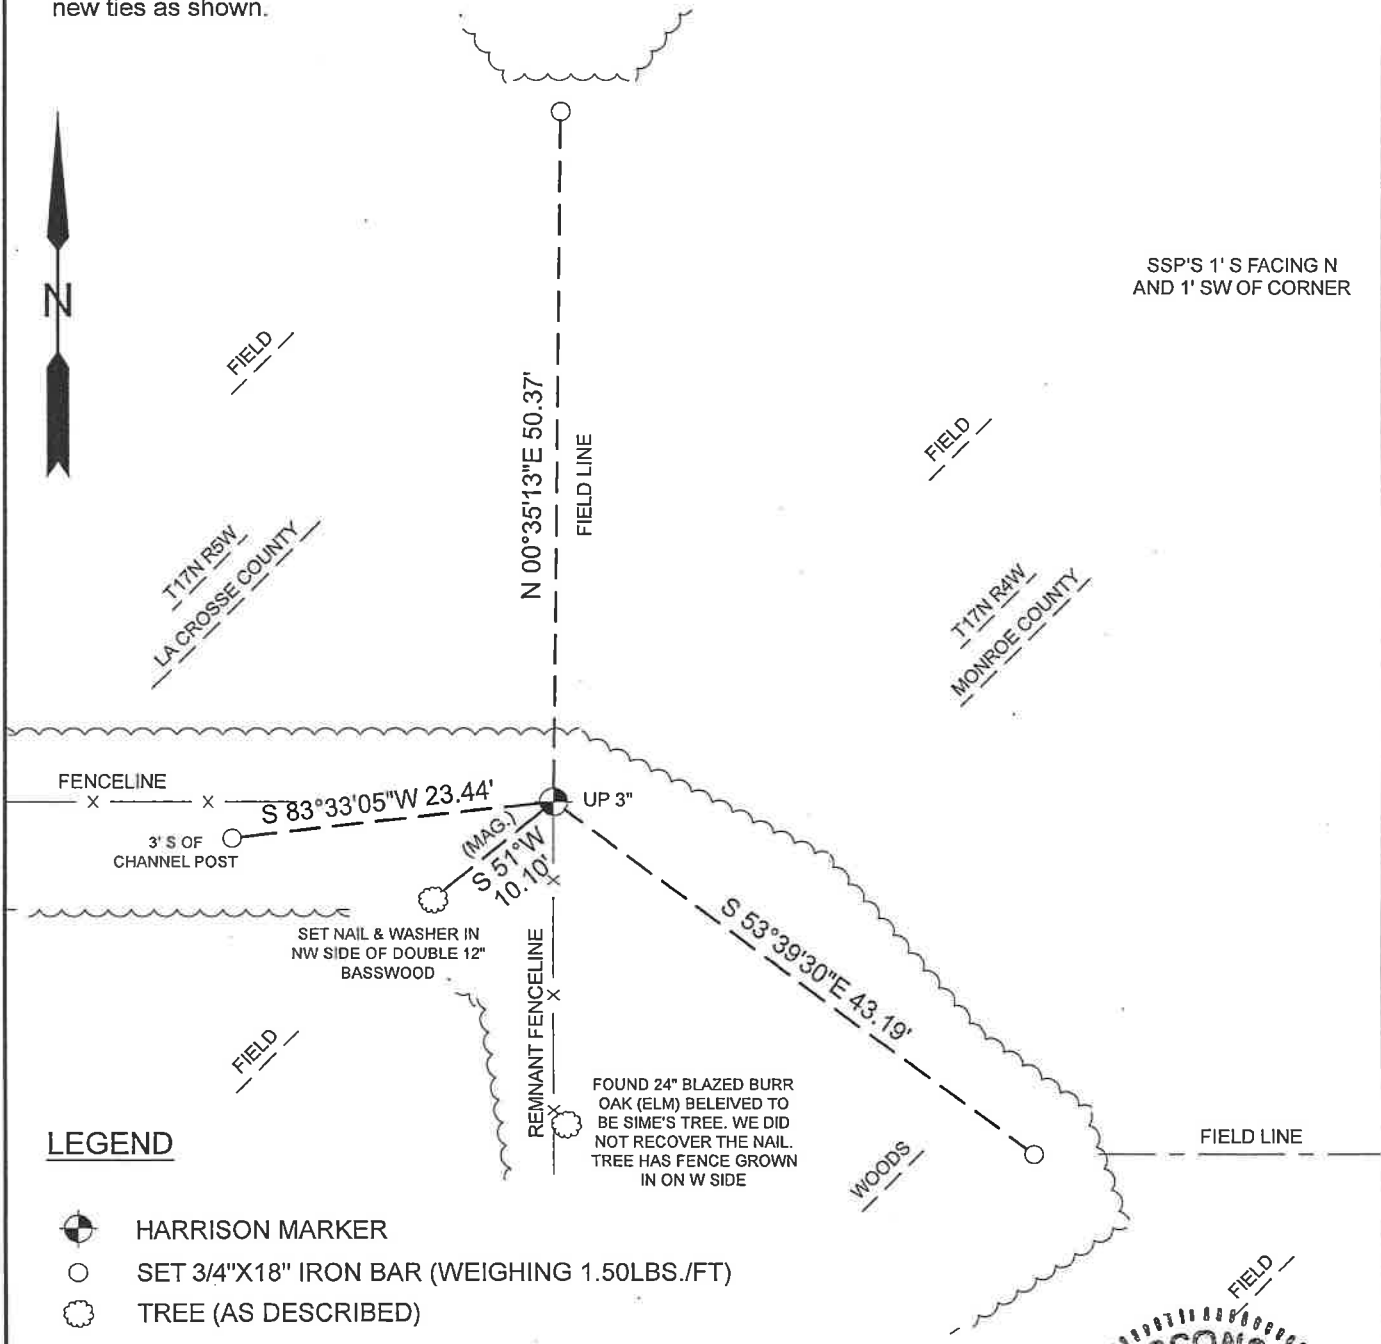 new ties as shown.
N
SSP'S 1' S FACING N
AND 1' SW OF CORNER
FIELD
N 00°35'13"E 50.37'
FIELD LINE
FIELD
T17N R5W
LA CROSSE COUNTY
T17N R4W
MONROE COUNTY
FENCELINE
S 83°33'05"W 23.44'
UP 3"
3' S OF
CHANNEL POST
(MAG.)
S 51°W
10.10'
SET NAIL & WASHER IN
NW SIDE OF DOUBLE 12"
BASSWOOD
REMNANT FENCELINE
S 53°39'30"E 43.19'
FIELD
FOUND 24" BLAZED BURR
OAK (ELM) BELEIVED TO
BE SIME'S TREE. WE DID
NOT RECOVER THE NAIL.
TREE HAS FENCE GROWN
IN ON W SIDE
WOODS
FIELD LINE
FIELD
LEGEND
HARRISON MARKER
SET 3/4"X18" IRON BAR (WEIGHING 1.50LBS./FT)
TREE (AS DESCRIBED)